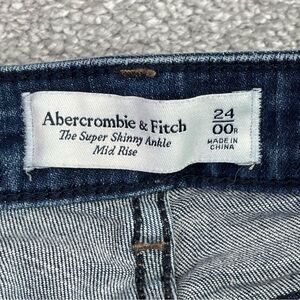 Abercrombie & Fitch
The Super Skinny Ankle
Mid Rise
24
00R
MADE IN
CHINA